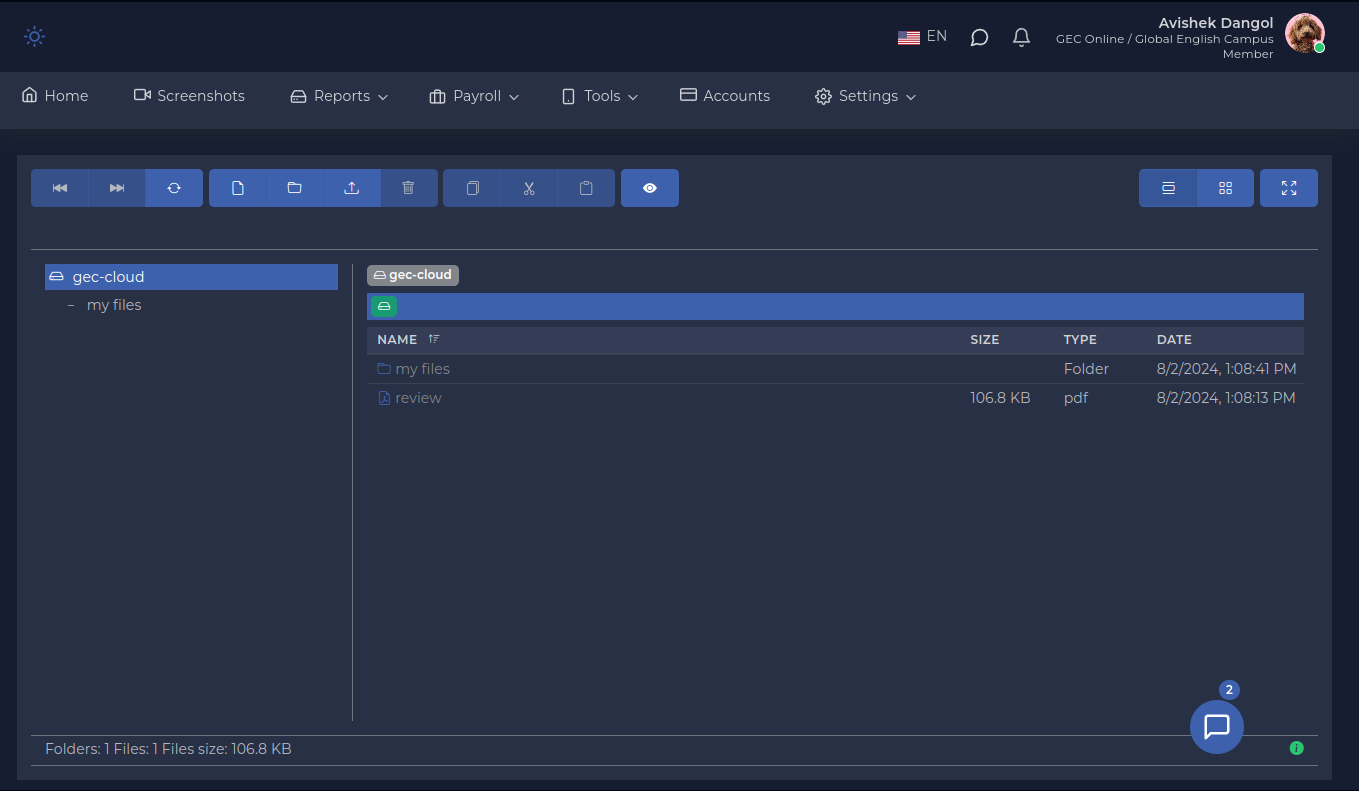 EN
Avishek Dangol
GEC Online / Global English Campus
Member
Home Screenshots Reports Payroll Tools Accounts Settings
gec-cloud
my files
gec-cloud
NAME SIZE TYPE DATE
my files Folder 8/2/2024, 1:08:41 PM
review 106.8 KB pdf 8/2/2024, 1:08:13 PM
2
Folders: 1 Files: 1 Files size: 106.8 KB
i